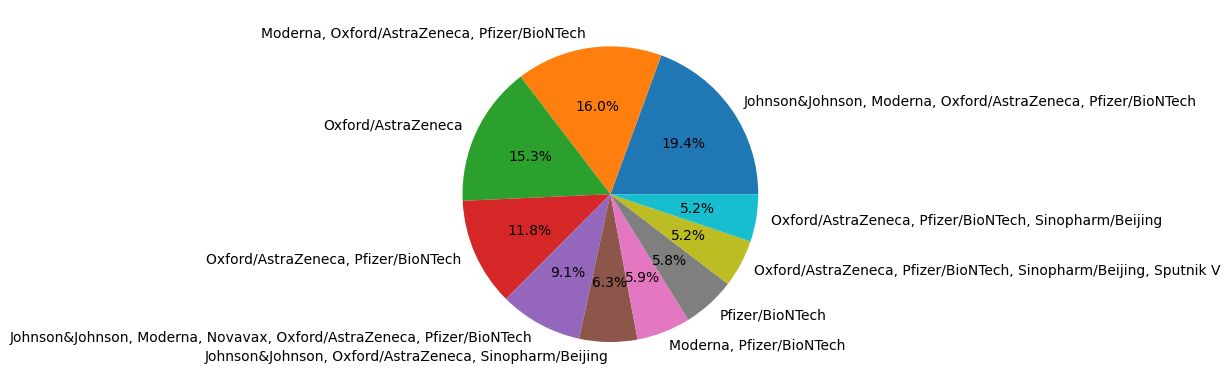 Moderna, Oxford/AstraZeneca, Pfizer/BioNTech
Johnson&Johnson, Moderna, Oxford/AstraZeneca, Pfizer/BioNTech
16.0%
Oxford/AstraZeneca
19.4%
15.3%
5.2%
Oxford/AstraZeneca, Pfizer/BioNTech, Sinopharm/Beijing
11.8%
5.2%
Oxford/AstraZeneca, Pfizer/BioNTech
5.8%
Oxford/AstraZeneca, Pfizer/BioNTech, Sinopharm/Beijing, Sputnik V
9.1%
6.3%
5.9%
Pfizer/BioNTech
Johnson&Johnson, Moderna, Novavax, Oxford/AstraZeneca, Pfizer/BioNTech
Moderna, Pfizer/BioNTech
Johnson&Johnson, Oxford/AstraZeneca, Sinopharm/Beijing